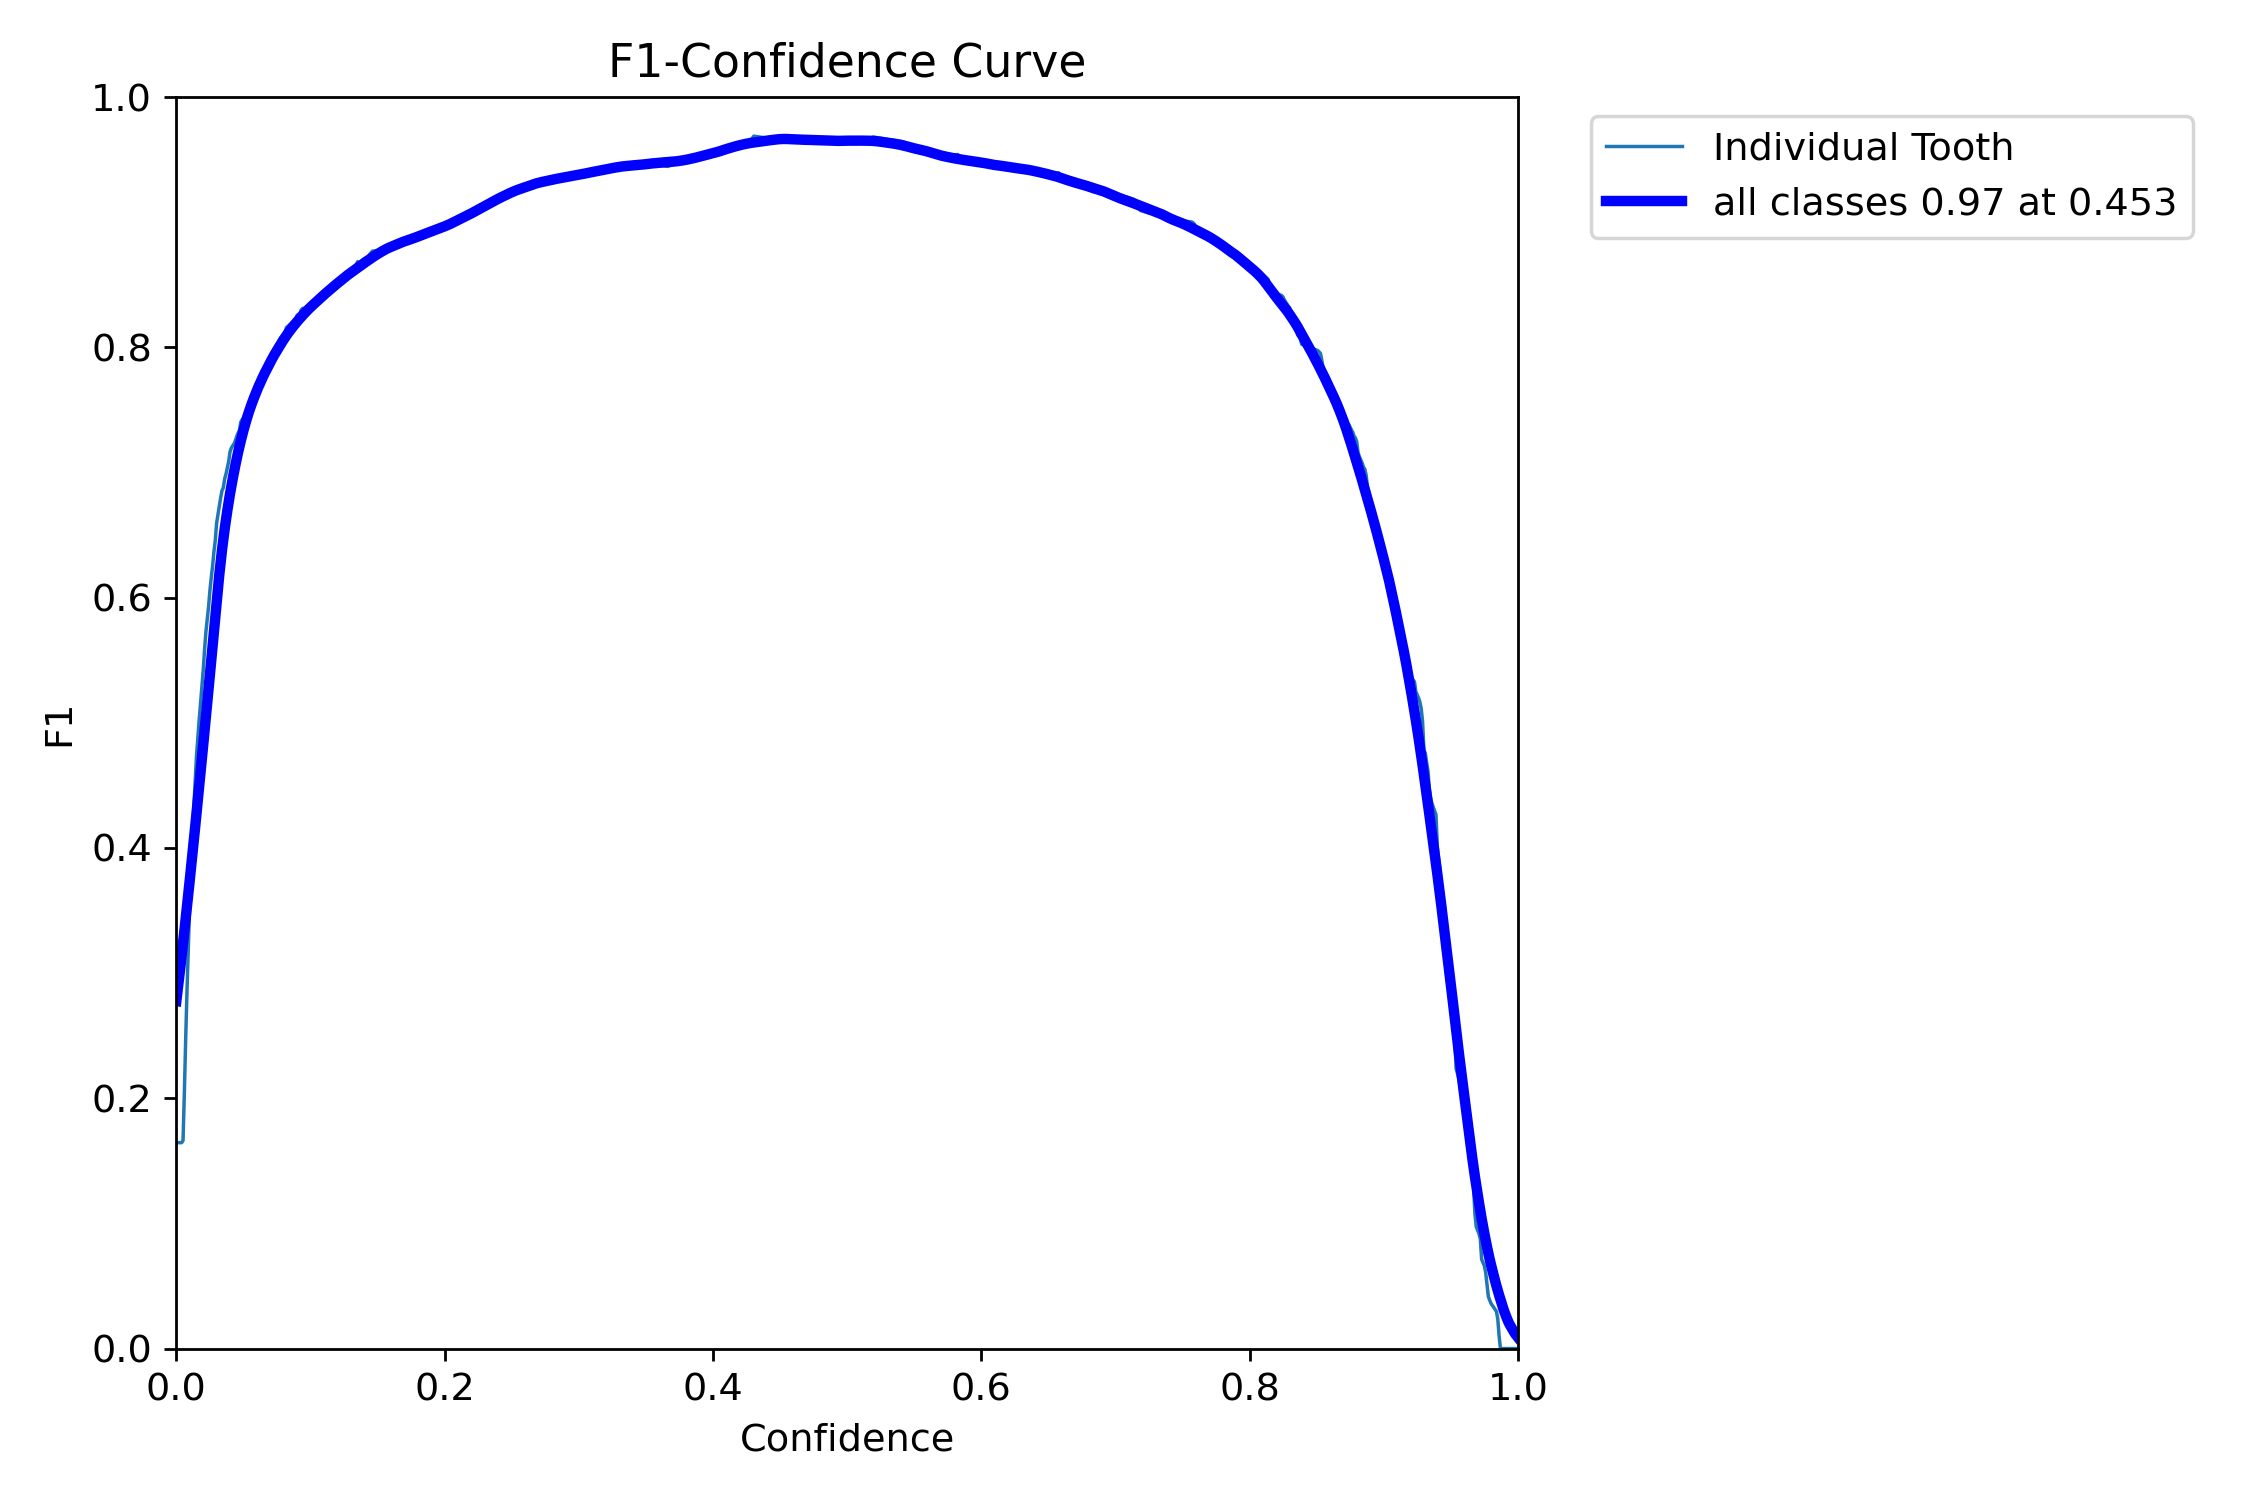 F1-Confidence Curve
1.0
0.8
0.6
0.4
0.2
0.0
F1
0.0 0.2 0.4 0.6 0.8 1.0
Confidence
Individual Tooth
all classes 0.97 at 0.453